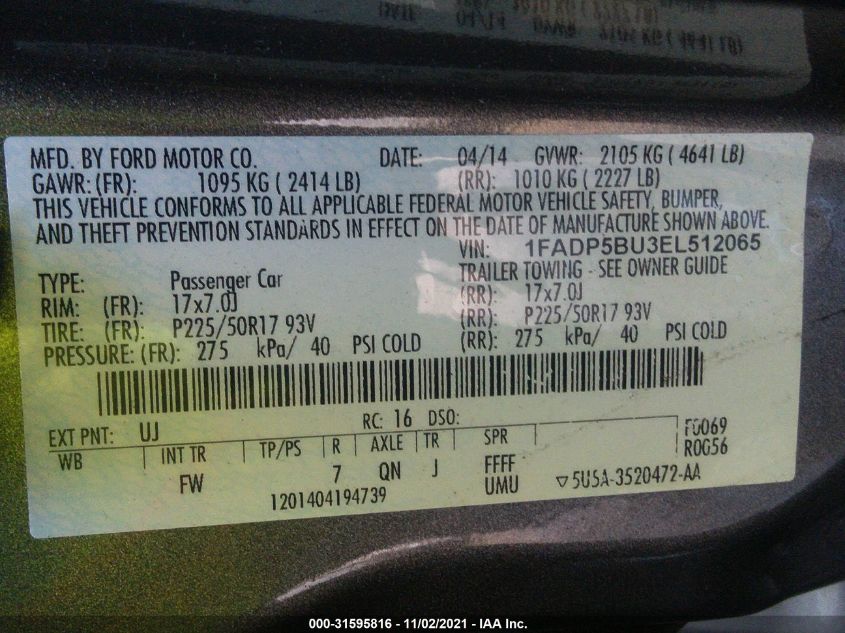 MFD. BY FORD MOTOR CO. DATE: 04/14 GVWR: 2105 KG ( 4641 LB)
GAWR: (FR): 1095 KG ( 2414 LB) (RR): 1010 KG ( 2227 LB)
THIS VEHICLE CONFORMS TO ALL APPLICABLE FEDERAL MOTOR VEHICLE SAFETY, BUMPER,
AND THEFT PREVENTION STANDARDS IN EFFECT ON THE DATE OF MANUFACTURE SHOWN ABOVE.
VIN: 1FADP5BU3EL512065
TYPE: Passenger Car TRAILER TOWING - SEE OWNER GUIDE
RIM: (FR): 17x7.0J (RR): 17x7.0J
TIRE: (FR): P225/50R17 93V (RR): P225/50R17 93V
PRESSURE: (FR): 275 kPa/ 40 PSI COLD (RR): 275 kPa/ 40 PSI COLD
EXT PNT: UJ RC: 16 DSO: F0069
WB INT TR TP/PS R AXLE TR SPR R0G56
FW 7 QN J FFFF
UMU
1201404194739 ▽5U5A-3520472-AA
000-31595816 - 11/02/2021 - IAA Inc.